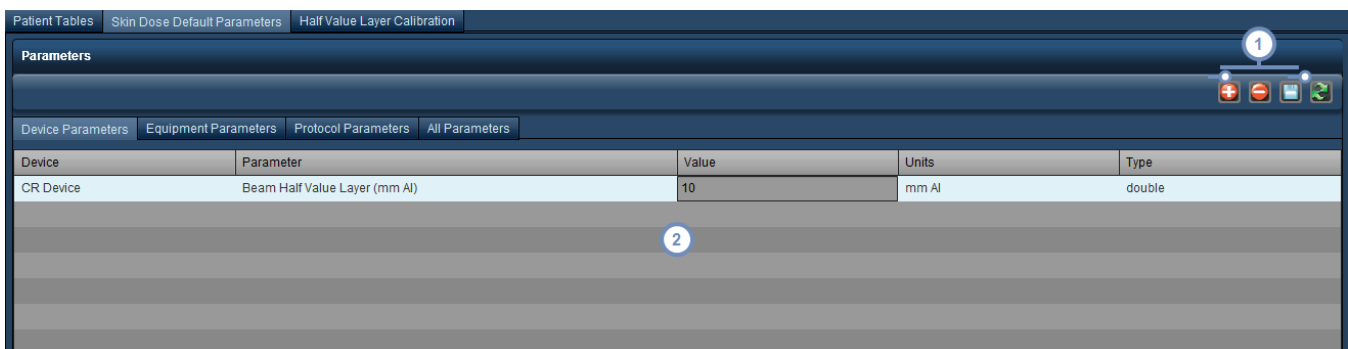 Patient Tables Skin Dose Default Parameters Half Value Layer Calibration
Parameters
1
Device Parameters Equipment Parameters Protocol Parameters All Parameters
Device Parameter Value Units Type
CR Device Beam Half Value Layer (mm Al) 10 mm Al double
2